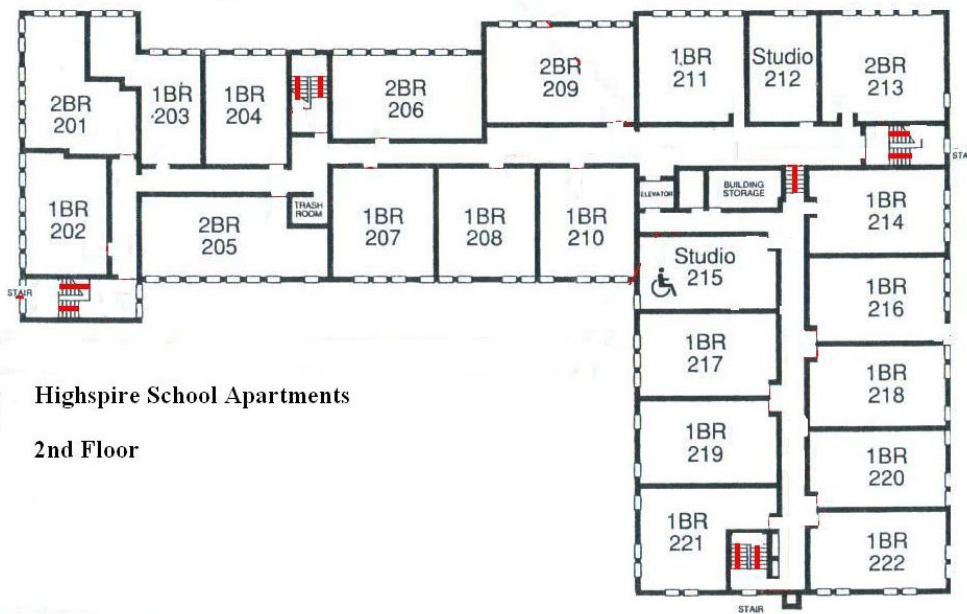 2BR
201
1BR
203
1BR
204
2BR
206
2BR
209
1BR
211
Studio
212
2BR
213
STAI
1BR
202
2BR
205
TRASH
ROOM
1BR
207
1BR
208
1BR
210
ELEVATOR
BUILDING
STORAGE
1BR
214
Studio
215
1BR
216
STAIR
1BR
217
1BR
218
1BR
219
1BR
220
1BR
221
1BR
222
STAIR
Highspire School Apartments
2nd Floor